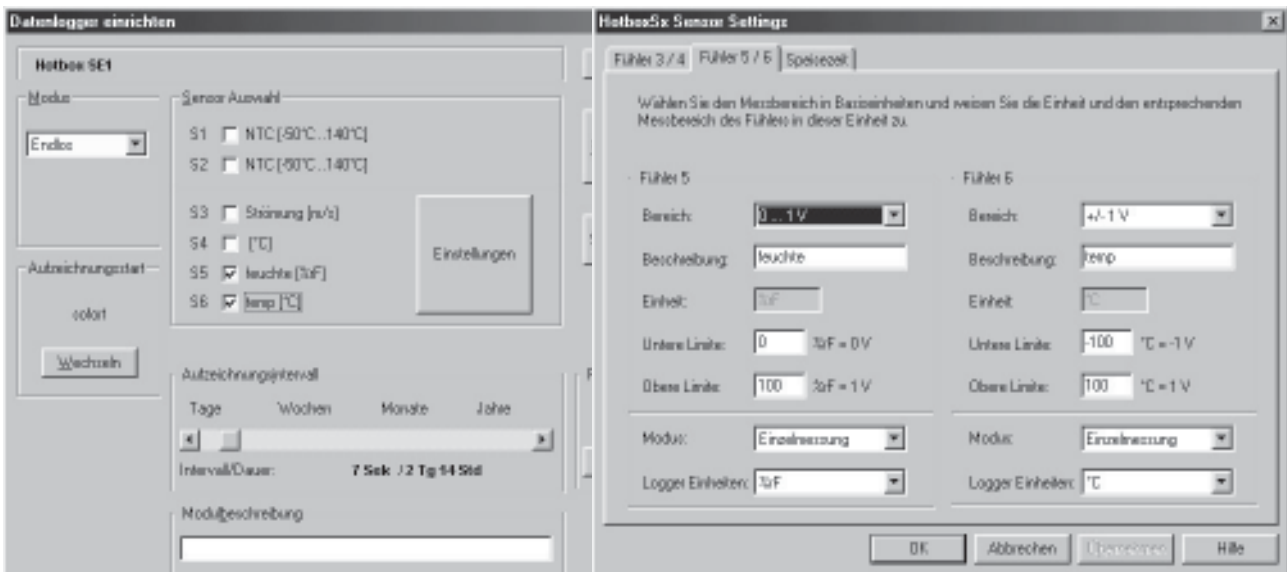 Datenlogger einrichten
Hotbox SE1
Modus
Endlos
Sensor Auswahl
S1 NTC [-50°C...140°C]
S2 NTC [-50°C...140°C]
S3 Strömung [m/s]
S4 [°C]
S5 feuchte [%rF]
S6 temp [°C]
Einstellungen
Aufzeichnungsstart
sofort
Wechseln
Aufzeichnungsintervall
Tage Wochen Monate Jahre
Intervall/Dauer: 7 Sek / 2 Tg 14 Std
Modulbeschreibung
HotboxSx Sensor Settings
Fühler 3 / 4 Fühler 5 / 6 Speisezeit
Wählen Sie den Messbereich in Basiseinheiten und weisen Sie die Einheit und den entsprechenden
Messbereich des Fühlers in dieser Einheit zu.
Fühler 5
Bereich: 0 ... 1 V
Beschreibung: feuchte
Einheit: %rF
Untere Limite: 0 %rF = 0 V
Obere Limite: 100 %rF = 1 V
Modus: Einzelmessung
Logger Einheiten: %rF
Fühler 6
Bereich: +/- 1 V
Beschreibung: temp
Einheit: °C
Untere Limite: -100 °C = -1 V
Obere Limite: 100 °C = 1 V
Modus: Einzelmessung
Logger Einheiten: °C
OK Abbrechen Übernehmen Hilfe